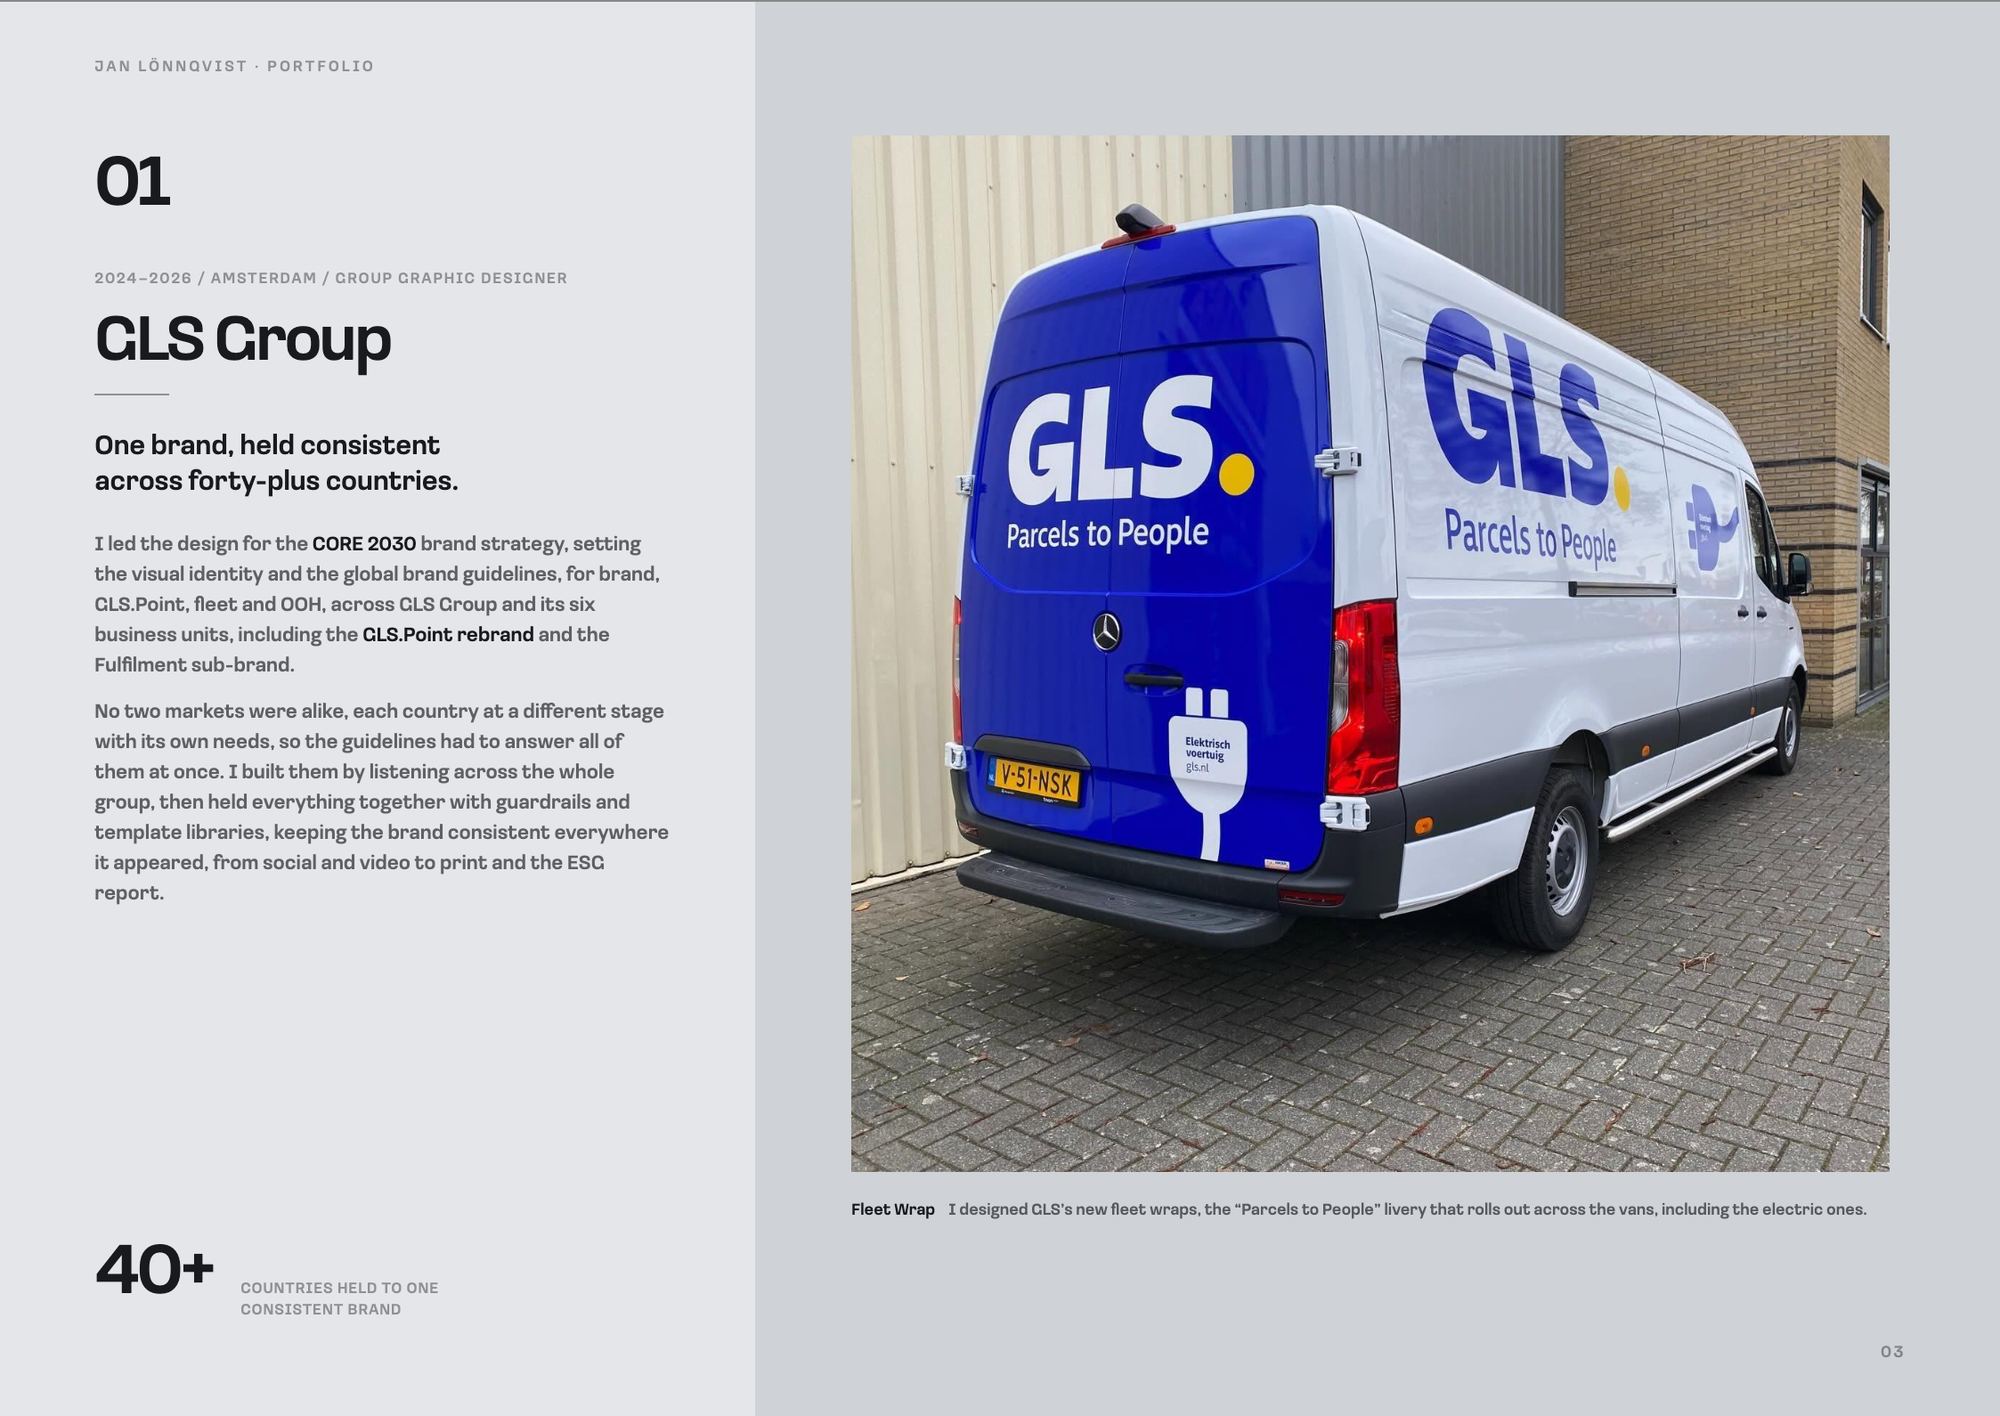 JAN LÖNNQVIST · PORTFOLIO
01
2024–2026 / AMSTERDAM / GROUP GRAPHIC DESIGNER
GLS Group
One brand, held consistent
across forty-plus countries.
I led the design for the CORE 2030 brand strategy, setting
the visual identity and the global brand guidelines, for brand,
GLS.Point, fleet and OOH, across GLS Group and its six
business units, including the GLS.Point rebrand and the
Fulfilment sub-brand.
No two markets were alike, each country at a different stage
with its own needs, so the guidelines had to answer all of
them at once. I built them by listening across the whole
group, then held everything together with guardrails and
template libraries, keeping the brand consistent everywhere
it appeared, from social and video to print and the ESG
report.
40+
COUNTRIES HELD TO ONE
CONSISTENT BRAND
GLS.
Parcels to People
Elektrisch
voertuig
gls.nl
NL
V-51-NSK
GLS.
Parcels to People
Fleet Wrap I designed GLS's new fleet wraps, the “Parcels to People” livery that rolls out across the vans, including the electric ones.
03